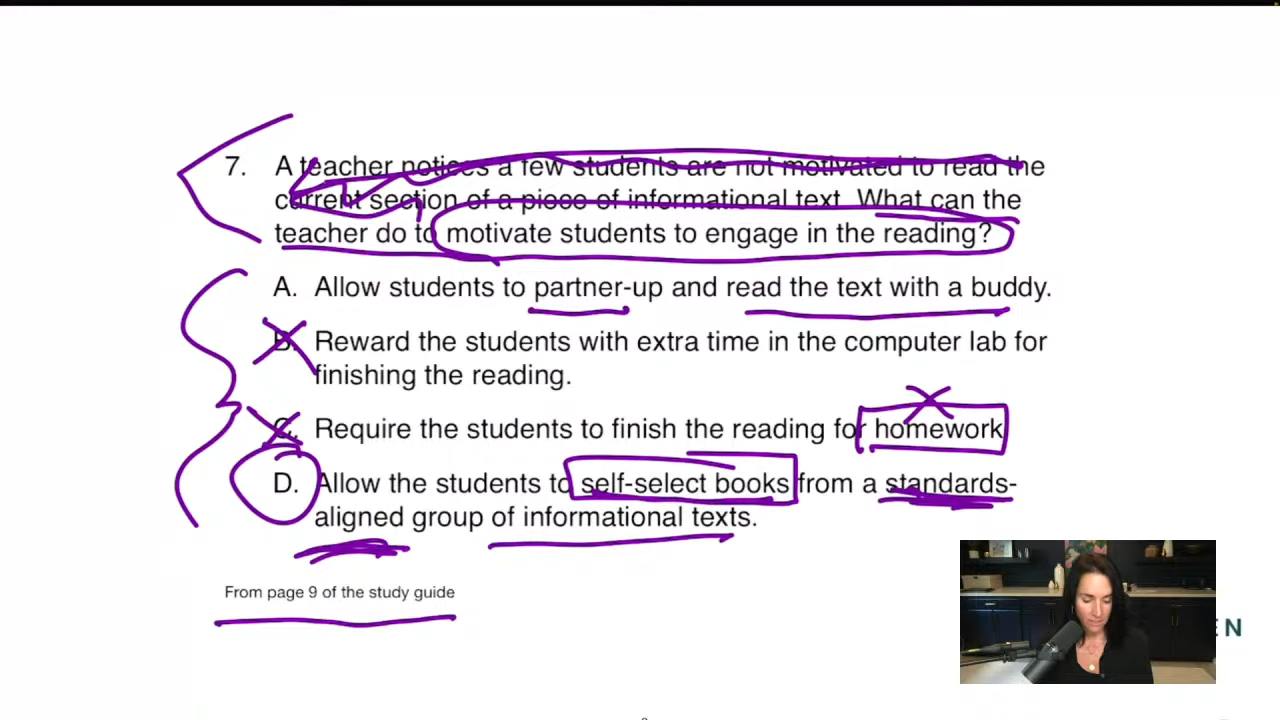 7. A teacher notices a few students are not motivated to read the
current section of a piece of informational text. What can the
teacher do to motivate students to engage in the reading?
A. Allow students to partner-up and read the text with a buddy.
B. Reward the students with extra time in the computer lab for
finishing the reading.
C. Require the students to finish the reading for homework
D. Allow the students to self-select books from a standards-
aligned group of informational texts.
From page 9 of the study guide